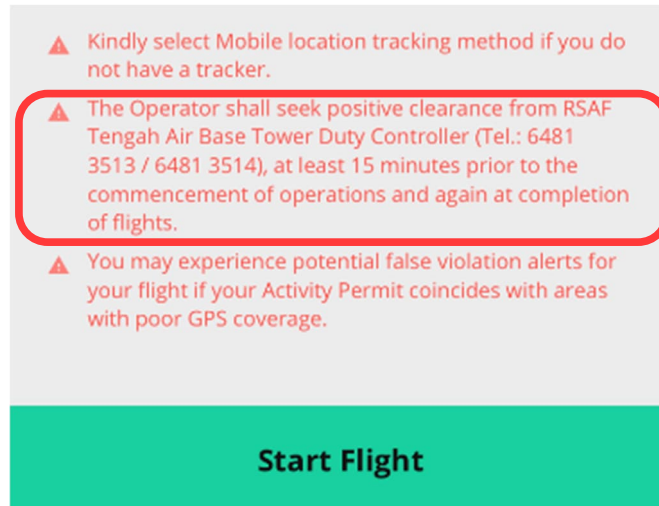 Kindly select Mobile location tracking method if you do
not have a tracker.
The Operator shall seek positive clearance from RSAF
Tengah Air Base Tower Duty Controller (Tel.: 6481
3513 / 6481 3514), at least 15 minutes prior to the
commencement of operations and again at completion
of flights.
You may experience potential false violation alerts for
your flight if your Activity Permit coincides with areas
with poor GPS coverage.
Start Flight